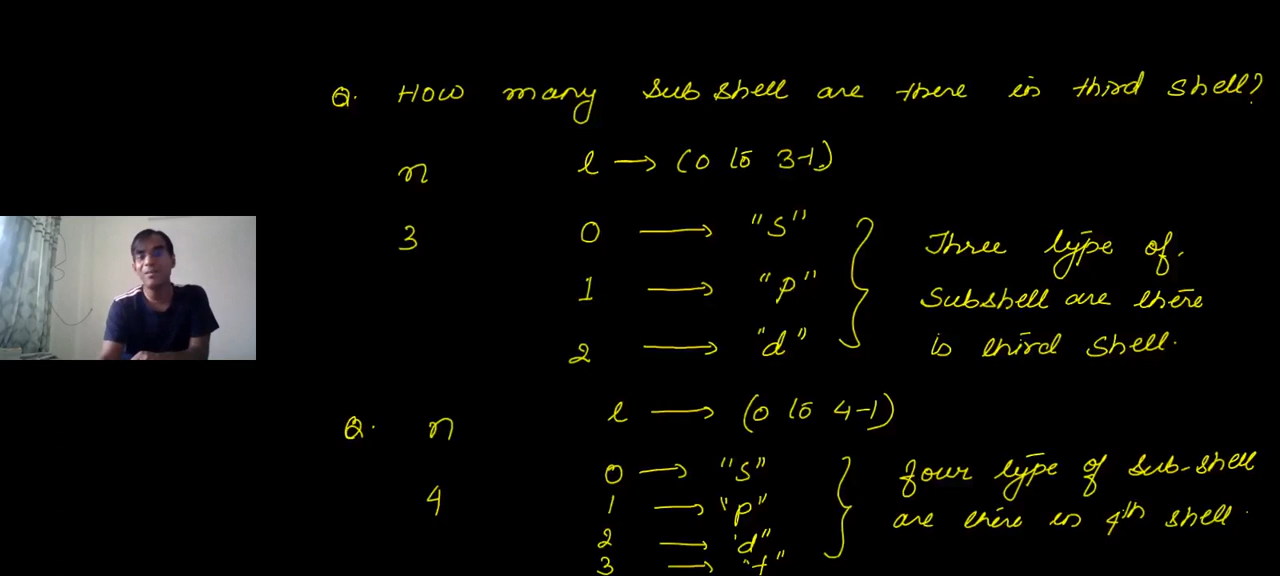 Q. How many Sub shell are there in third shell?
n l → (0 to 3-1)
3 0 → "S"
1 → "p"
2 → "d"
Three type of.
Subshell are there
in third shell.
Q. n l → (0 to 4-1)
4 0 → "S"
1 → "p"
2 → "d"
3 → "f"
four type of Sub-shell
are there in 4th shell.